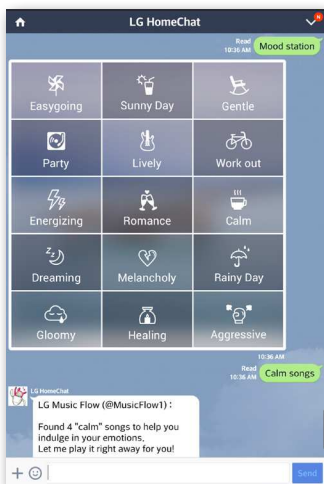 LG HomeChat
N
Read
10:36 AM
Mood station
Easygoing
Sunny Day
Gentle
Party
Lively
Work out
Energizing
Romance
Calm
Dreaming
Melancholy
Rainy Day
Gloomy
Healing
Aggressive
10:36 AM
Read
10:36 AM
Calm songs
LG HomeChat
LG Music Flow (@MusicFlow1) :
Found 4 "calm" songs to help you
indulge in your emotions.
Let me play it right away for you!
Send